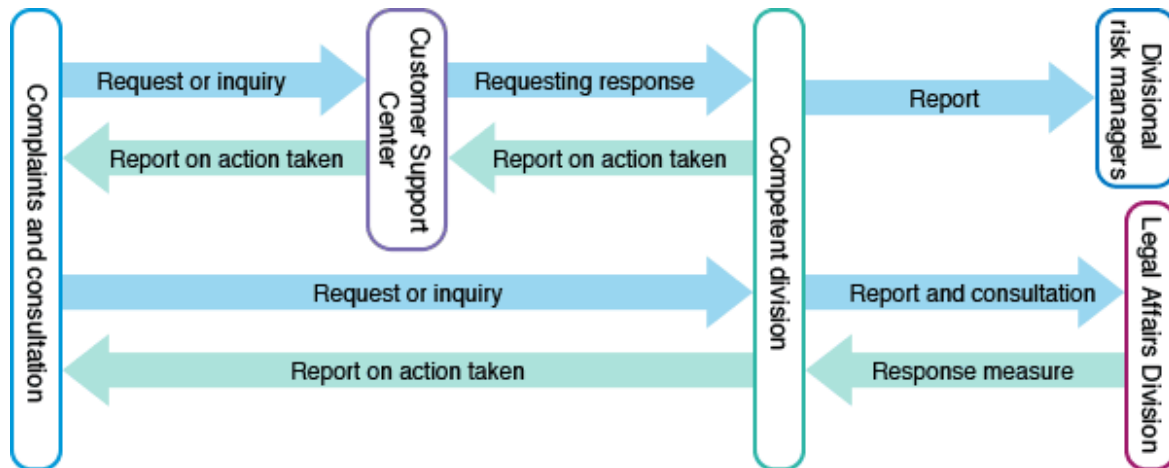 Complaints and consultation
Request or inquiry
Report on action taken
Customer Support
Center
Requesting response
Report on action taken
Request or inquiry
Report on action taken
Competent division
Report
Divisional
risk managers
Report and consultation
Response measure
Legal Affairs Division